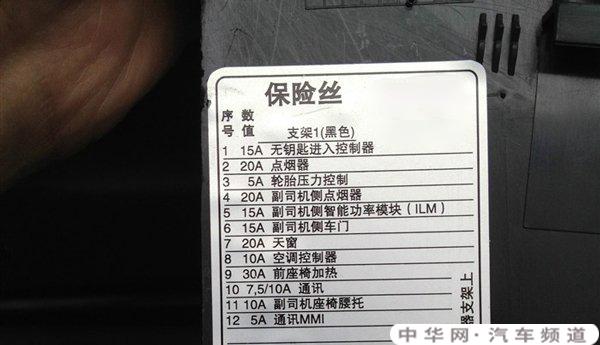 保险丝
序 数
号 值 支架1(黑色)
1 15A 无钥匙进入控制器
2 20A 点烟器
3 5A 轮胎压力控制
4 20A 副司机侧点烟器
5 15A 副司机侧智能功率模块(ILM)
6 15A 副司机侧车门
7 20A 天窗
8 10A 空调控制器
9 30A 前座椅加热
10 7,5/10A 通讯
11 10A 副司机座椅腰托
12 5A 通讯MMI
器支架上
中华网·汽车频道